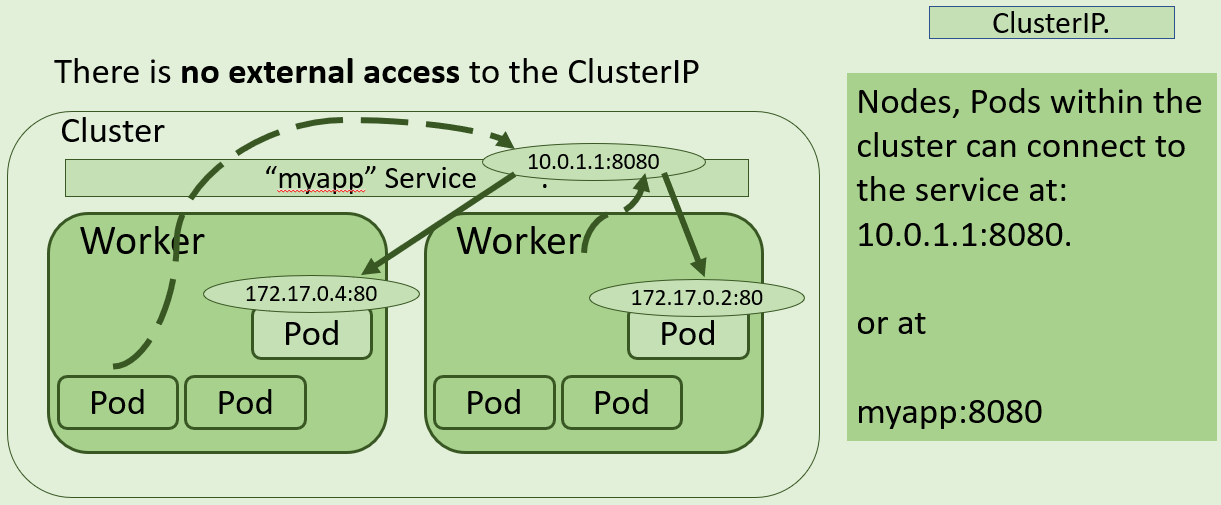 ClusterIP.
There is no external access to the ClusterIP
Cluster
10.0.1.1:8080
“myapp” Service .
Worker
172.17.0.4:80
Pod
Pod Pod
Worker
172.17.0.2:80
Pod
Pod Pod
Nodes, Pods within the
cluster can connect to
the service at:
10.0.1.1:8080.
or at
myapp:8080